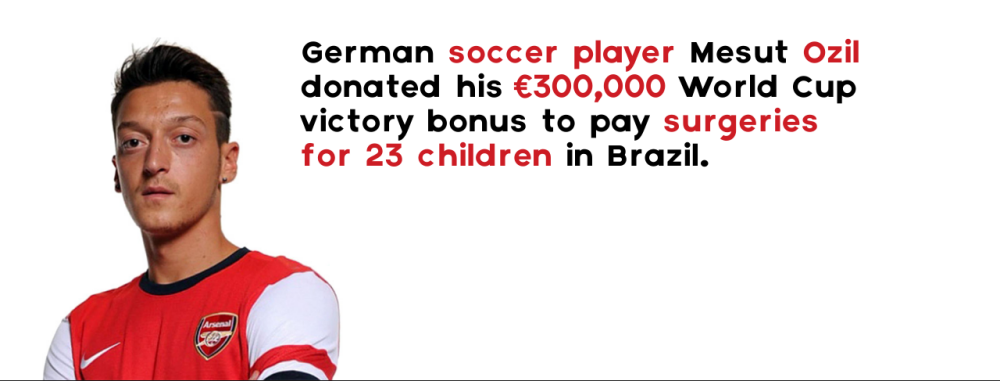 German soccer player Mesut Ozil
donated his €300,000 World Cup
victory bonus to pay surgeries
for 23 children in Brazil.
Arsenal